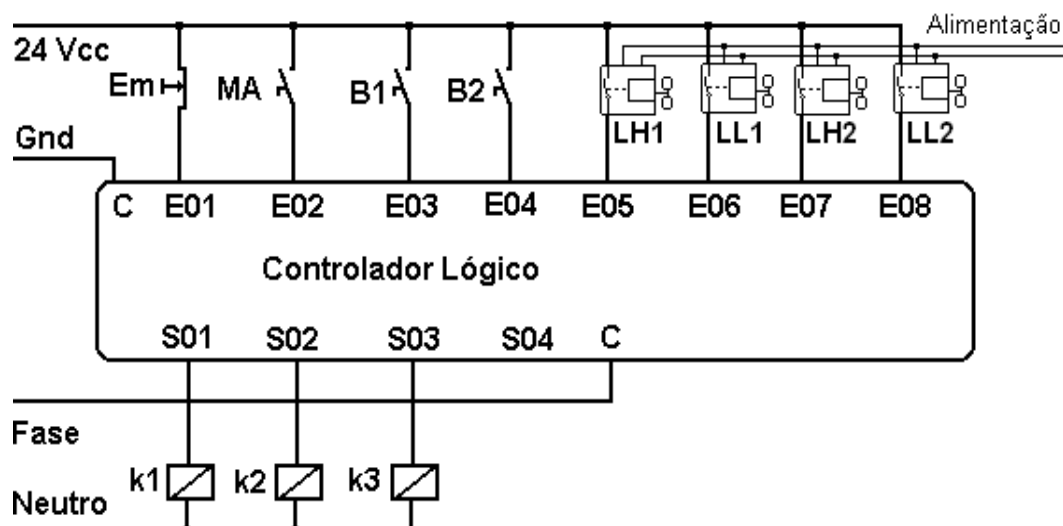 Alimentação
24 Vcc
Em MA B1 B2
LH1 LL1 LH2 LL2
Gnd
C E01 E02 E03 E04 E05 E06 E07 E08
Controlador Lógico
S01 S02 S03 S04 C
Fase
k1 k2 k3
Neutro